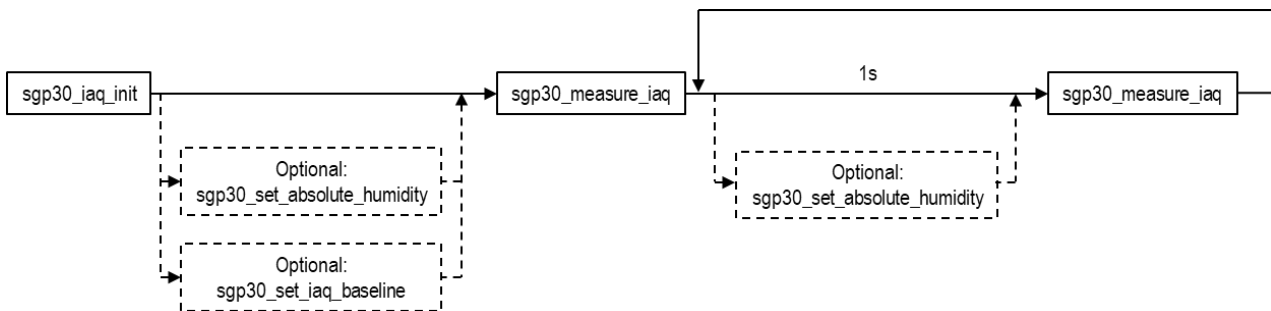 1s
sgp30_iaq_init
sgp30_measure_iaq
sgp30_measure_iaq
Optional:
sgp30_set_absolute_humidity
Optional:
sgp30_set_absolute_humidity
Optional:
sgp30_set_iaq_baseline